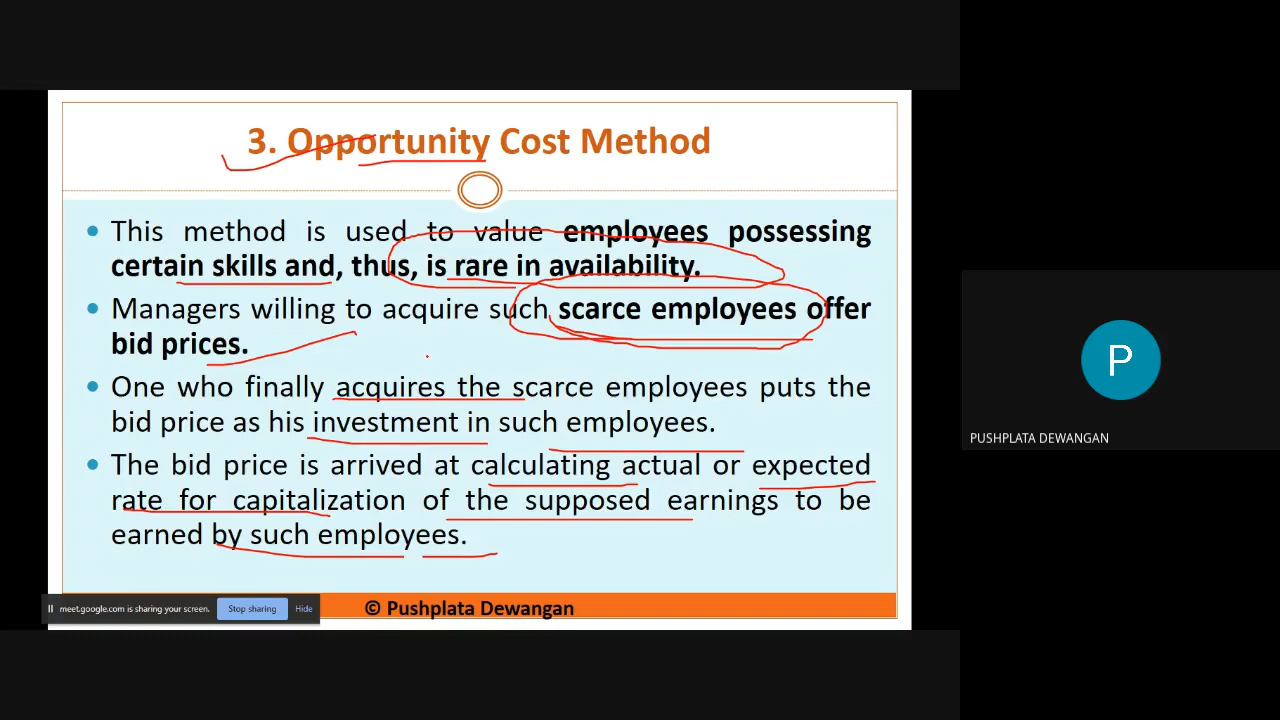 3. Opportunity Cost Method
• This method is used to value employees possessing
certain skills and, thus, is rare in availability.
• Managers willing to acquire such scarce employees offer
bid prices.
• One who finally acquires the scarce employees puts the
bid price as his investment in such employees.
• The bid price is arrived at calculating actual or expected
rate for capitalization of the supposed earnings to be
earned by such employees.
meet.google.com is sharing your screen. Stop sharing Hide
© Pushplata Dewangan
P
PUSHPLATA DEWANGAN